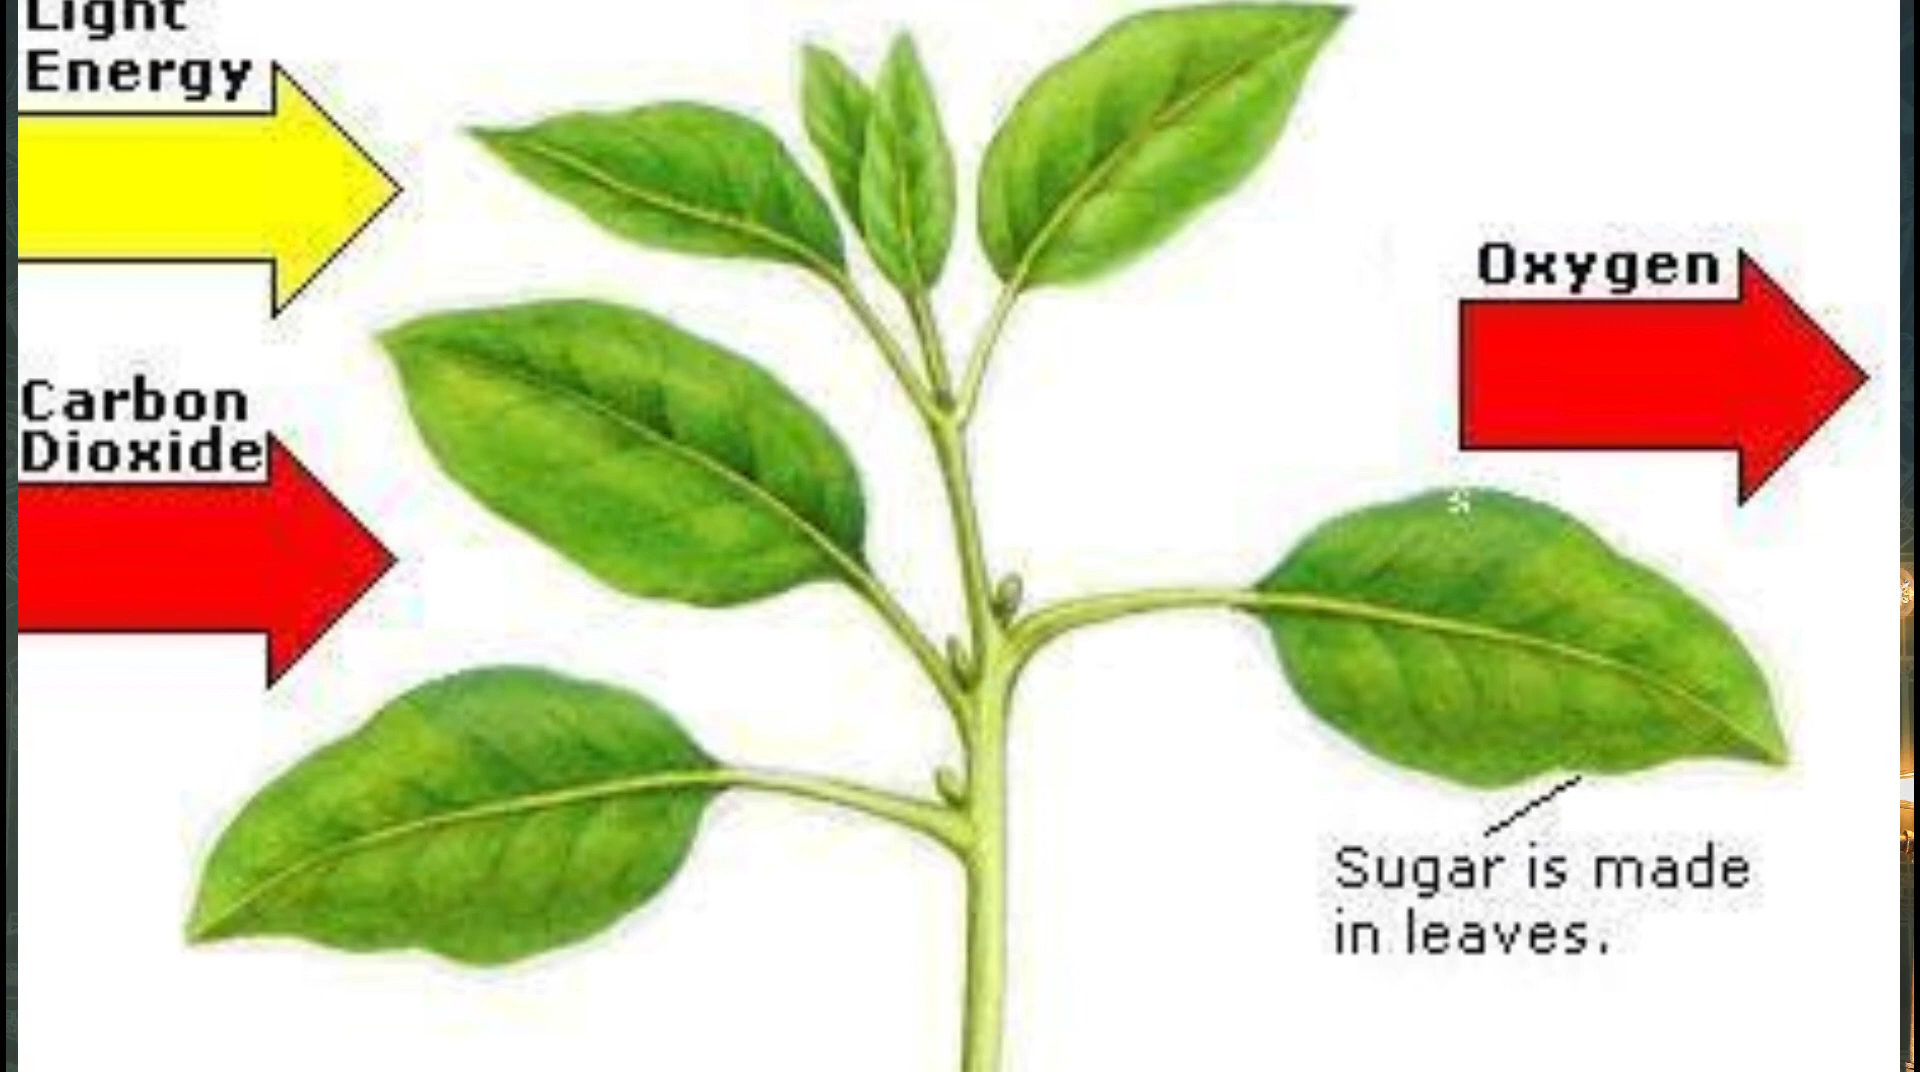 Light
Energy
Carbon
Dioxide
Oxygen
Sugar is made
in leaves.